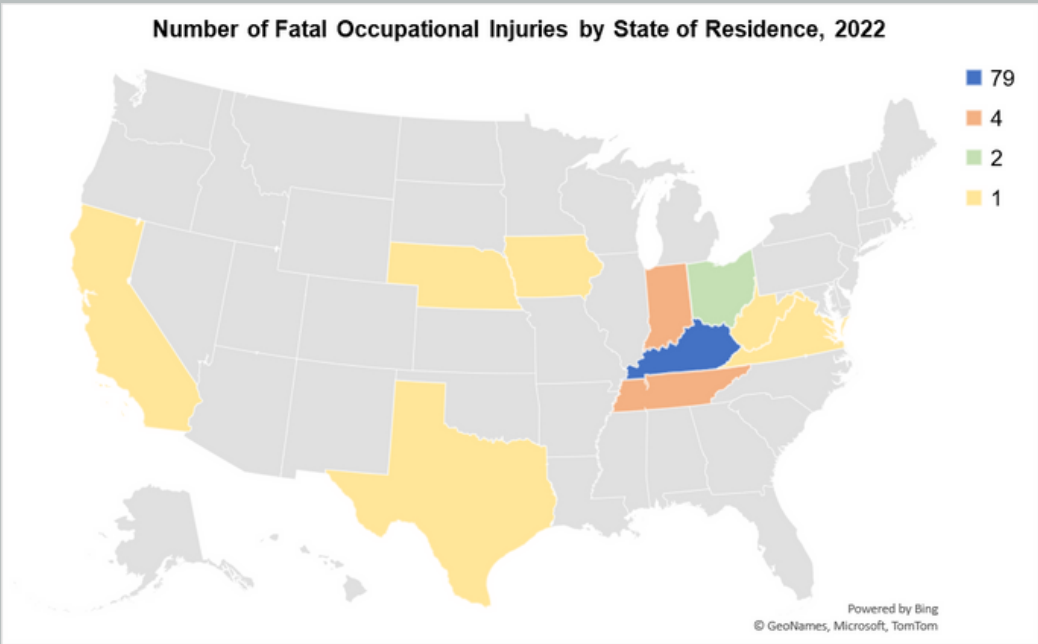 Number of Fatal Occupational Injuries by State of Residence, 2022
79
4
2
1
Powered by Bing
© GeoNames, Microsoft, TomTom